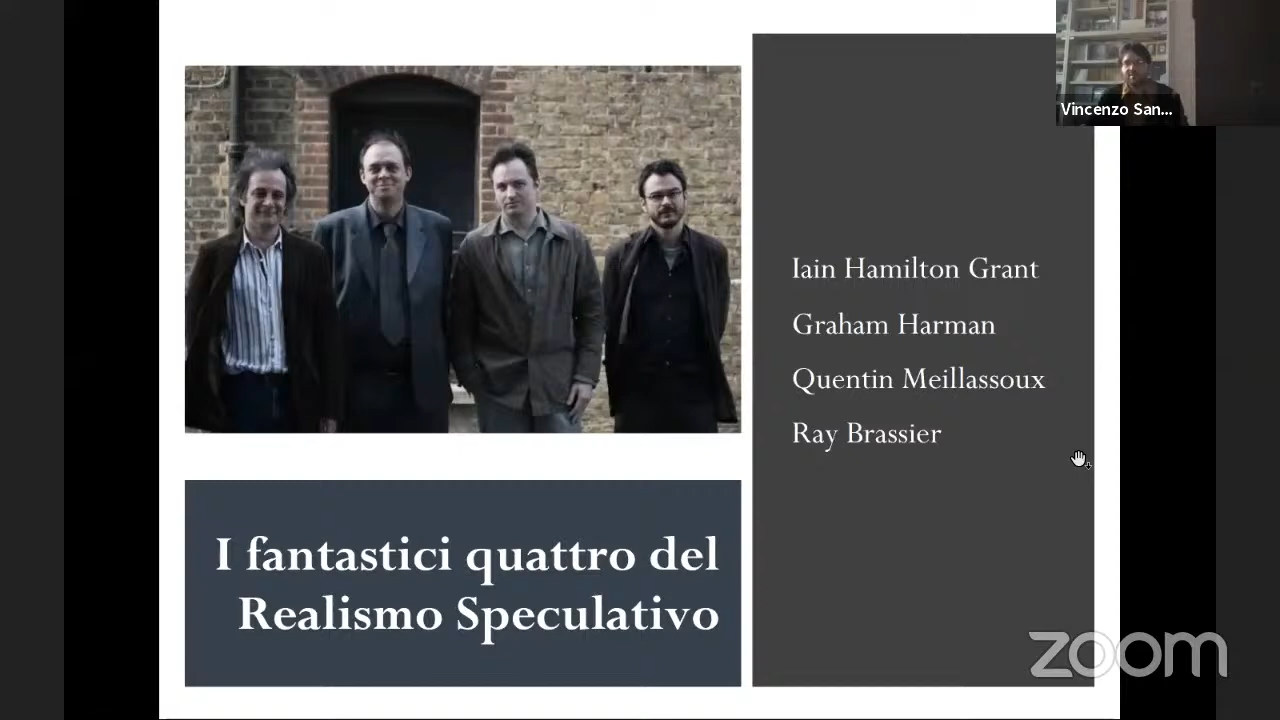 Vincenzo San...
Iain Hamilton Grant
Graham Harman
Quentin Meillassoux
Ray Brassier
I fantastici quattro del
Realismo Speculativo
zoom